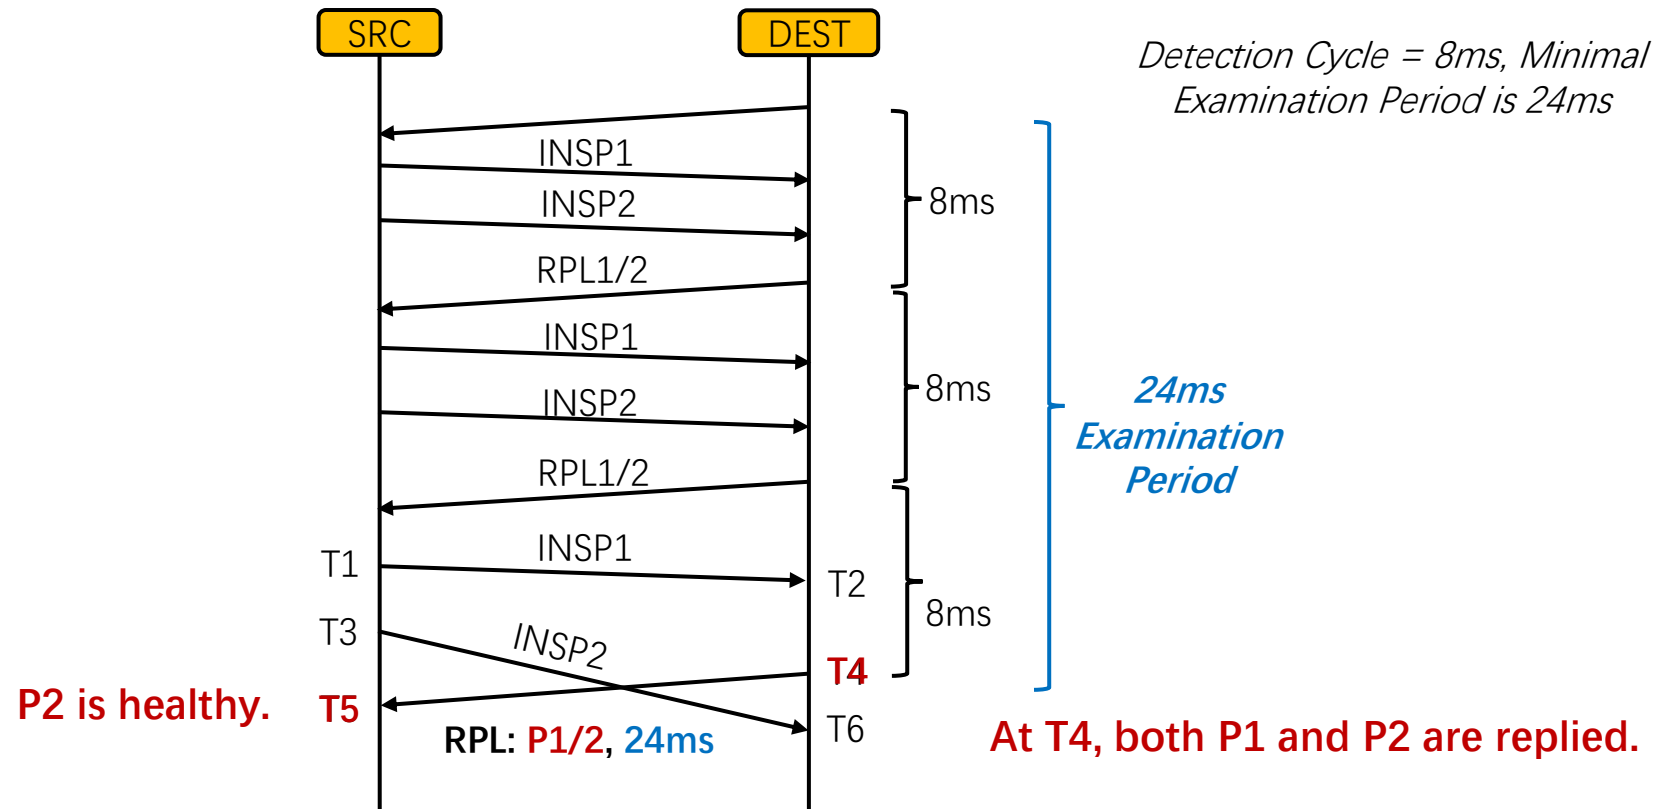 SRC
DEST
Detection Cycle = 8ms, Minimal
Examination Period is 24ms
INSP1
INSP2
8ms
RPL1/2
INSP1
INSP2
8ms
24ms
Examination
Period
RPL1/2
T1
INSP1
T2
8ms
T3
INSP2
T4
P2 is healthy.
T5
RPL: P1/2, 24ms
T6
At T4, both P1 and P2 are replied.